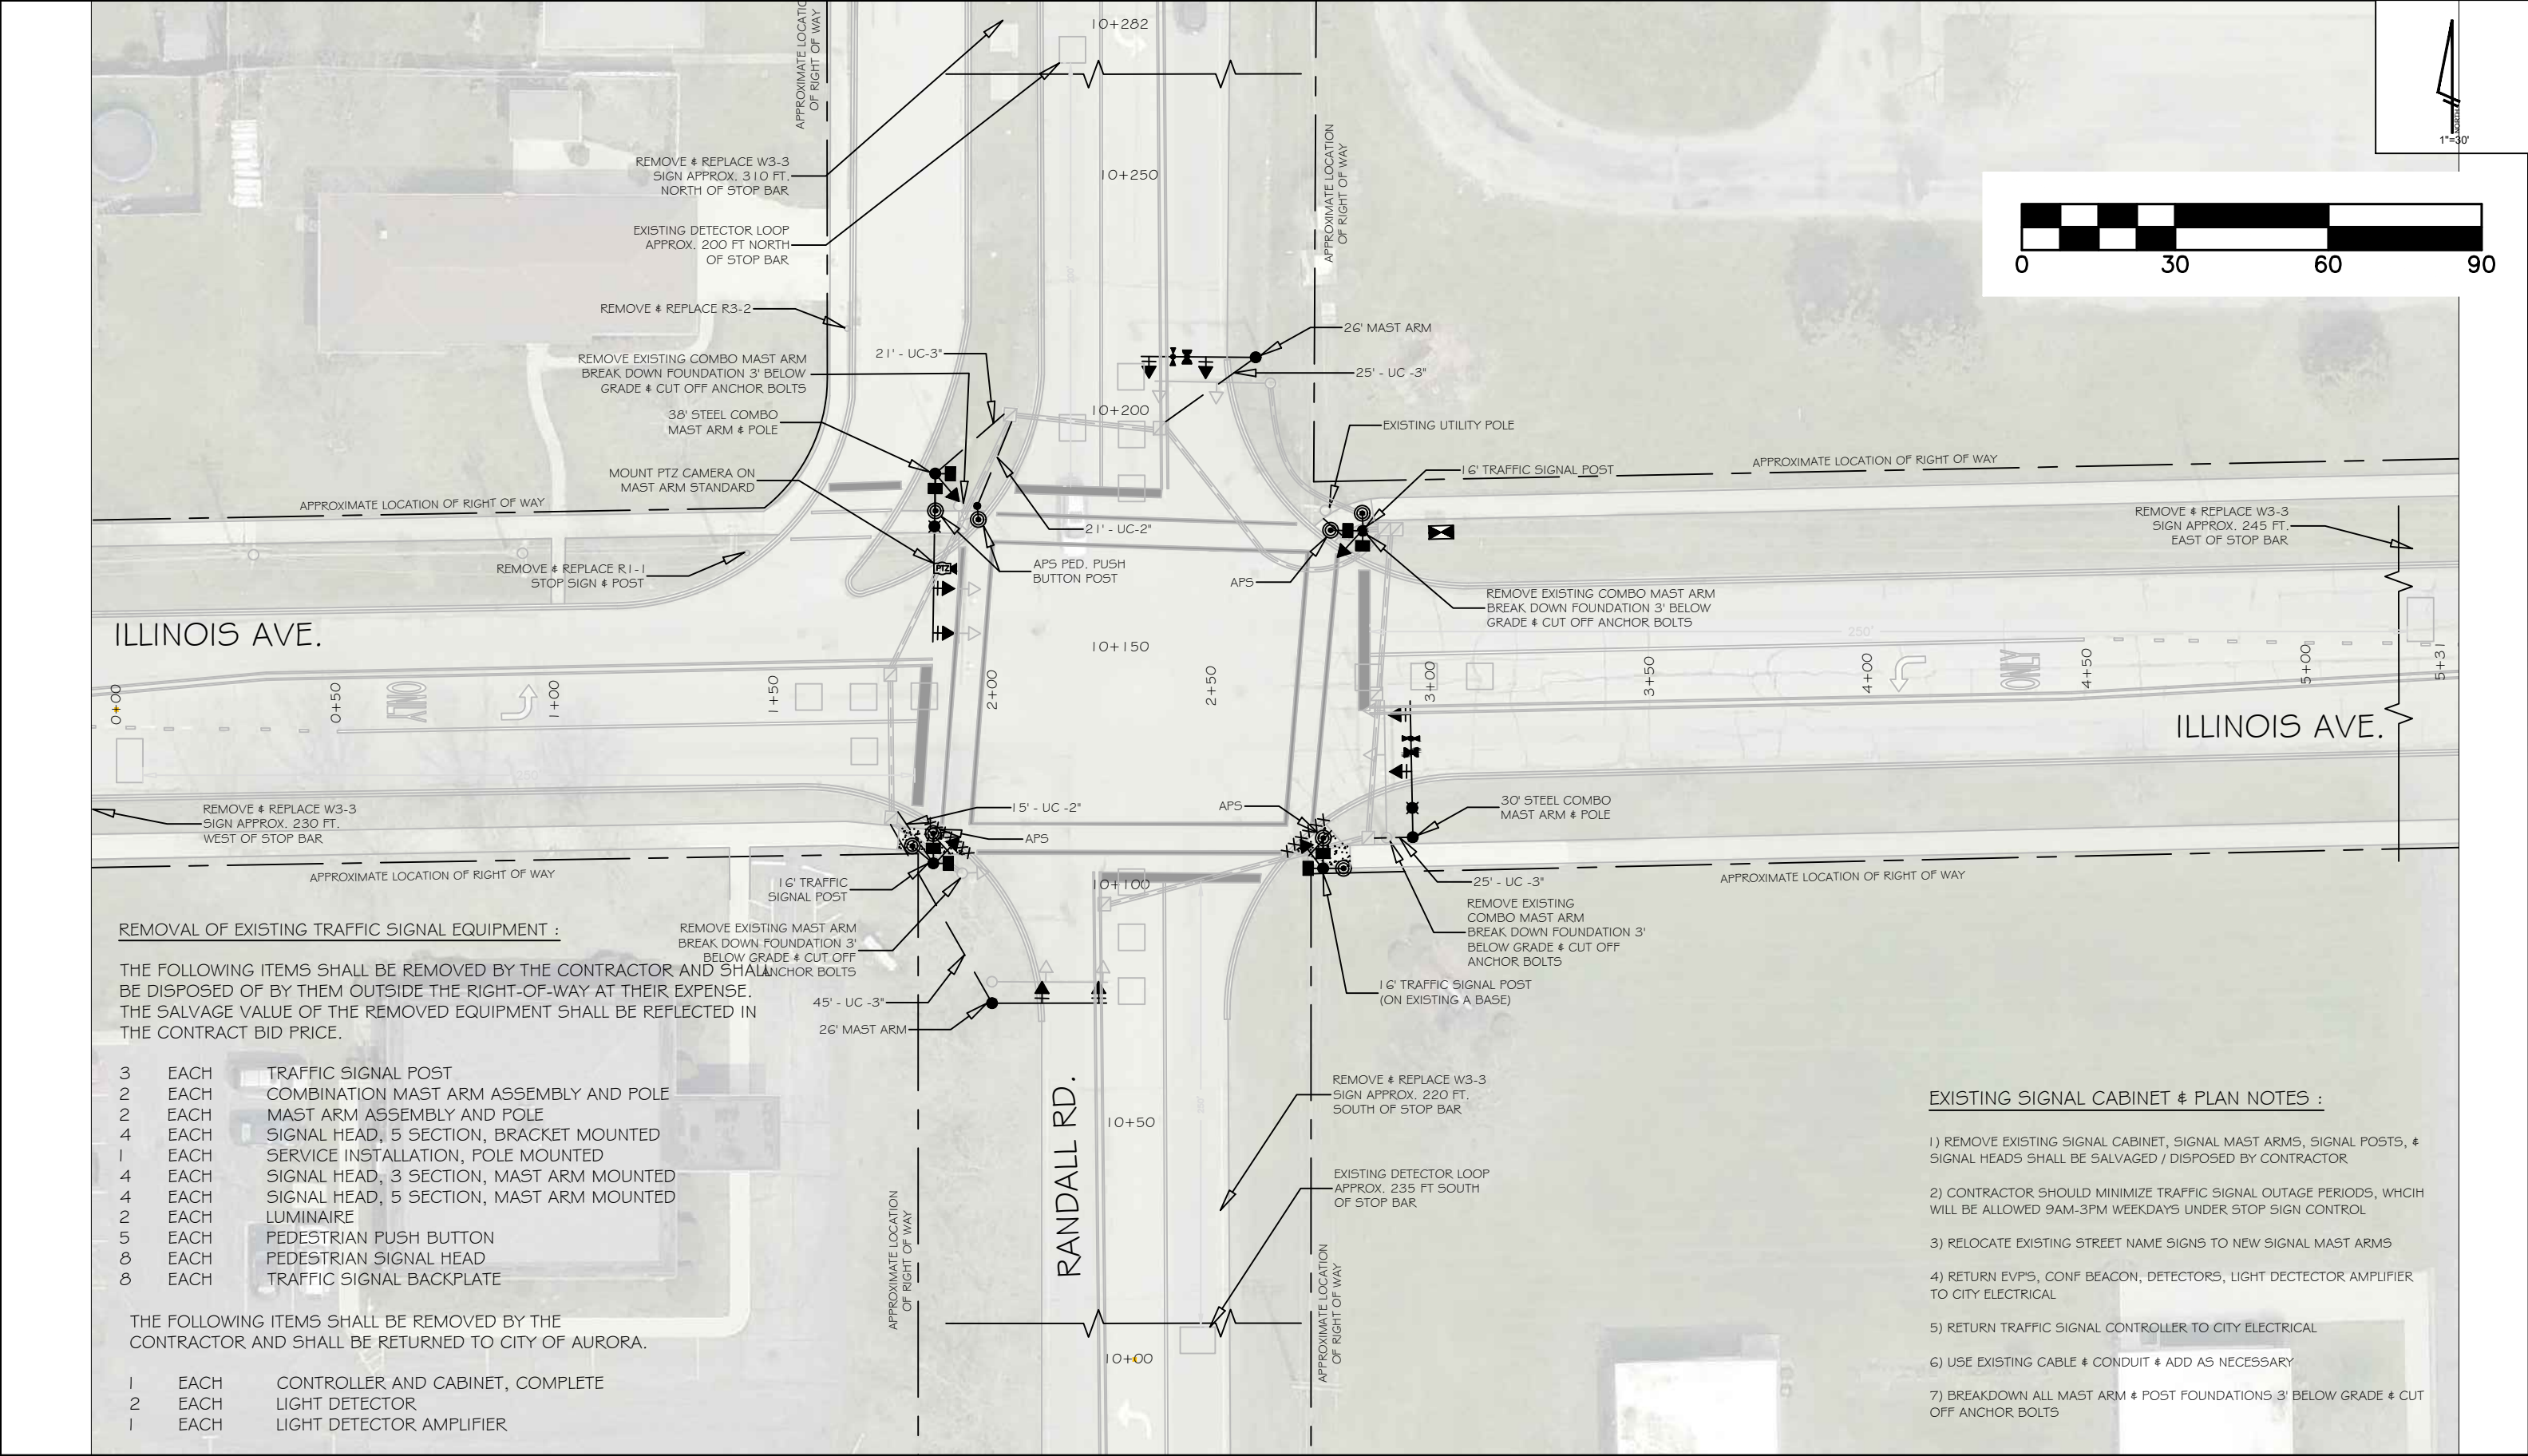 APPROXIMATE LOCATION
OF RIGHT OF WAY
10+282
NORTH
1"=30'
0 30 60 90
REMOVE & REPLACE W3-3
SIGN APPROX. 310 FT.
NORTH OF STOP BAR
10+250
APPROXIMATE LOCATION
OF RIGHT OF WAY
EXISTING DETECTOR LOOP
APPROX. 200 FT NORTH
OF STOP BAR
REMOVE & REPLACE R3-2
26' MAST ARM
REMOVE EXISTING COMBO MAST ARM
BREAK DOWN FOUNDATION 3' BELOW
GRADE & CUT OFF ANCHOR BOLTS
21' - UC-3"
25' - UC -3"
38' STEEL COMBO
MAST ARM & POLE
10+200
EXISTING UTILITY POLE
MOUNT PTZ CAMERA ON
MAST ARM STANDARD
16' TRAFFIC SIGNAL POST
APPROXIMATE LOCATION OF RIGHT OF WAY
APPROXIMATE LOCATION OF RIGHT OF WAY
21' - UC-2"
REMOVE & REPLACE W3-3
SIGN APPROX. 245 FT.
EAST OF STOP BAR
REMOVE & REPLACE R1-1
STOP SIGN & POST
PTZ
APS PED. PUSH
BUTTON POST
APS
REMOVE EXISTING COMBO MAST ARM
BREAK DOWN FOUNDATION 3' BELOW
GRADE & CUT OFF ANCHOR BOLTS
ILLINOIS AVE.
10+150
250'
0+00
0+50
ONLY
1+00
1+50
2+00
2+50
3+00
3+50
4+00
ONLY
4+50
5+00
5+31
ILLINOIS AVE.
250'
REMOVE & REPLACE W3-3
SIGN APPROX. 230 FT.
WEST OF STOP BAR
15' - UC -2"
APS
APS
30' STEEL COMBO
MAST ARM & POLE
APPROXIMATE LOCATION OF RIGHT OF WAY
16' TRAFFIC
SIGNAL POST
10+100
25' - UC -3"
APPROXIMATE LOCATION OF RIGHT OF WAY
REMOVE EXISTING MAST ARM
BREAK DOWN FOUNDATION 3'
BELOW GRADE & CUT OFF
ANCHOR BOLTS
REMOVE EXISTING
COMBO MAST ARM
BREAK DOWN FOUNDATION 3'
BELOW GRADE & CUT OFF
ANCHOR BOLTS
45' - UC -3"
26' MAST ARM
16' TRAFFIC SIGNAL POST
(ON EXISTING A BASE)
REMOVAL OF EXISTING TRAFFIC SIGNAL EQUIPMENT :
THE FOLLOWING ITEMS SHALL BE REMOVED BY THE CONTRACTOR AND SHALL
BE DISPOSED OF BY THEM OUTSIDE THE RIGHT-OF-WAY AT THEIR EXPENSE.
THE SALVAGE VALUE OF THE REMOVED EQUIPMENT SHALL BE REFLECTED IN
THE CONTRACT BID PRICE.
3 EACH TRAFFIC SIGNAL POST
2 EACH COMBINATION MAST ARM ASSEMBLY AND POLE
2 EACH MAST ARM ASSEMBLY AND POLE
4 EACH SIGNAL HEAD, 5 SECTION, BRACKET MOUNTED
1 EACH SERVICE INSTALLATION, POLE MOUNTED
4 EACH SIGNAL HEAD, 3 SECTION, MAST ARM MOUNTED
4 EACH SIGNAL HEAD, 5 SECTION, MAST ARM MOUNTED
2 EACH LUMINAIRE
5 EACH PEDESTRIAN PUSH BUTTON
8 EACH PEDESTRIAN SIGNAL HEAD
8 EACH TRAFFIC SIGNAL BACKPLATE
THE FOLLOWING ITEMS SHALL BE REMOVED BY THE
CONTRACTOR AND SHALL BE RETURNED TO CITY OF AURORA.
1 EACH CONTROLLER AND CABINET, COMPLETE
2 EACH LIGHT DETECTOR
1 EACH LIGHT DETECTOR AMPLIFIER
RANDALL RD.
10+50
REMOVE & REPLACE W3-3
SIGN APPROX. 220 FT.
SOUTH OF STOP BAR
EXISTING DETECTOR LOOP
APPROX. 235 FT SOUTH
OF STOP BAR
APPROXIMATE LOCATION
OF RIGHT OF WAY
APPROXIMATE LOCATION
OF RIGHT OF WAY
10+00
EXISTING SIGNAL CABINET & PLAN NOTES :
1) REMOVE EXISTING SIGNAL CABINET, SIGNAL MAST ARMS, SIGNAL POSTS, &
SIGNAL HEADS SHALL BE SALVAGED / DISPOSED BY CONTRACTOR
2) CONTRACTOR SHOULD MINIMIZE TRAFFIC SIGNAL OUTAGE PERIODS, WHCIH
WILL BE ALLOWED 9AM-3PM WEEKDAYS UNDER STOP SIGN CONTROL
3) RELOCATE EXISTING STREET NAME SIGNS TO NEW SIGNAL MAST ARMS
4) RETURN EVP'S, CONF BEACON, DETECTORS, LIGHT DECTECTOR AMPLIFIER
TO CITY ELECTRICAL
5) RETURN TRAFFIC SIGNAL CONTROLLER TO CITY ELECTRICAL
6) USE EXISTING CABLE & CONDUIT & ADD AS NECESSARY
7) BREAKDOWN ALL MAST ARM & POST FOUNDATIONS 3' BELOW GRADE & CUT
OFF ANCHOR BOLTS